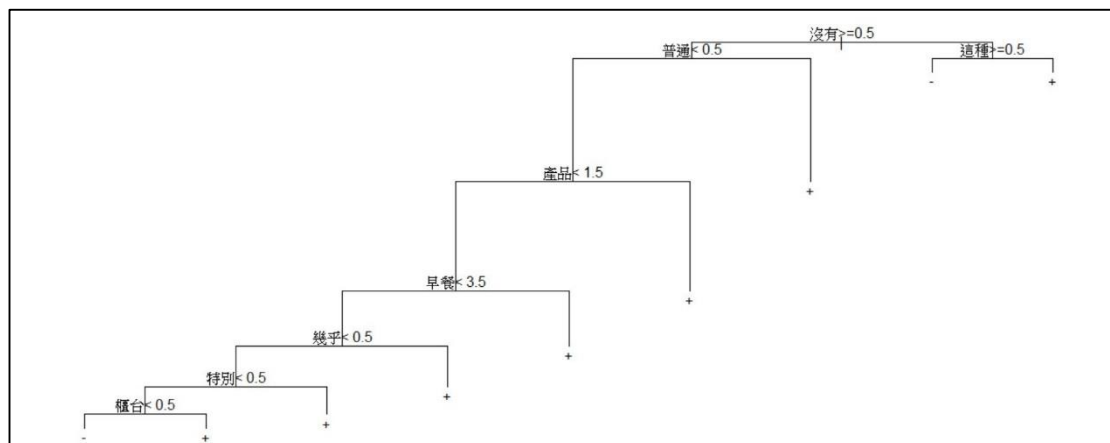 沒有>=0.5
普通< 0.5
這種>=0.5
-
+
產品< 1.5
+
早餐< 3.5
+
幾乎< 0.5
+
特別< 0.5
+
櫃台< 0.5
+
-
+